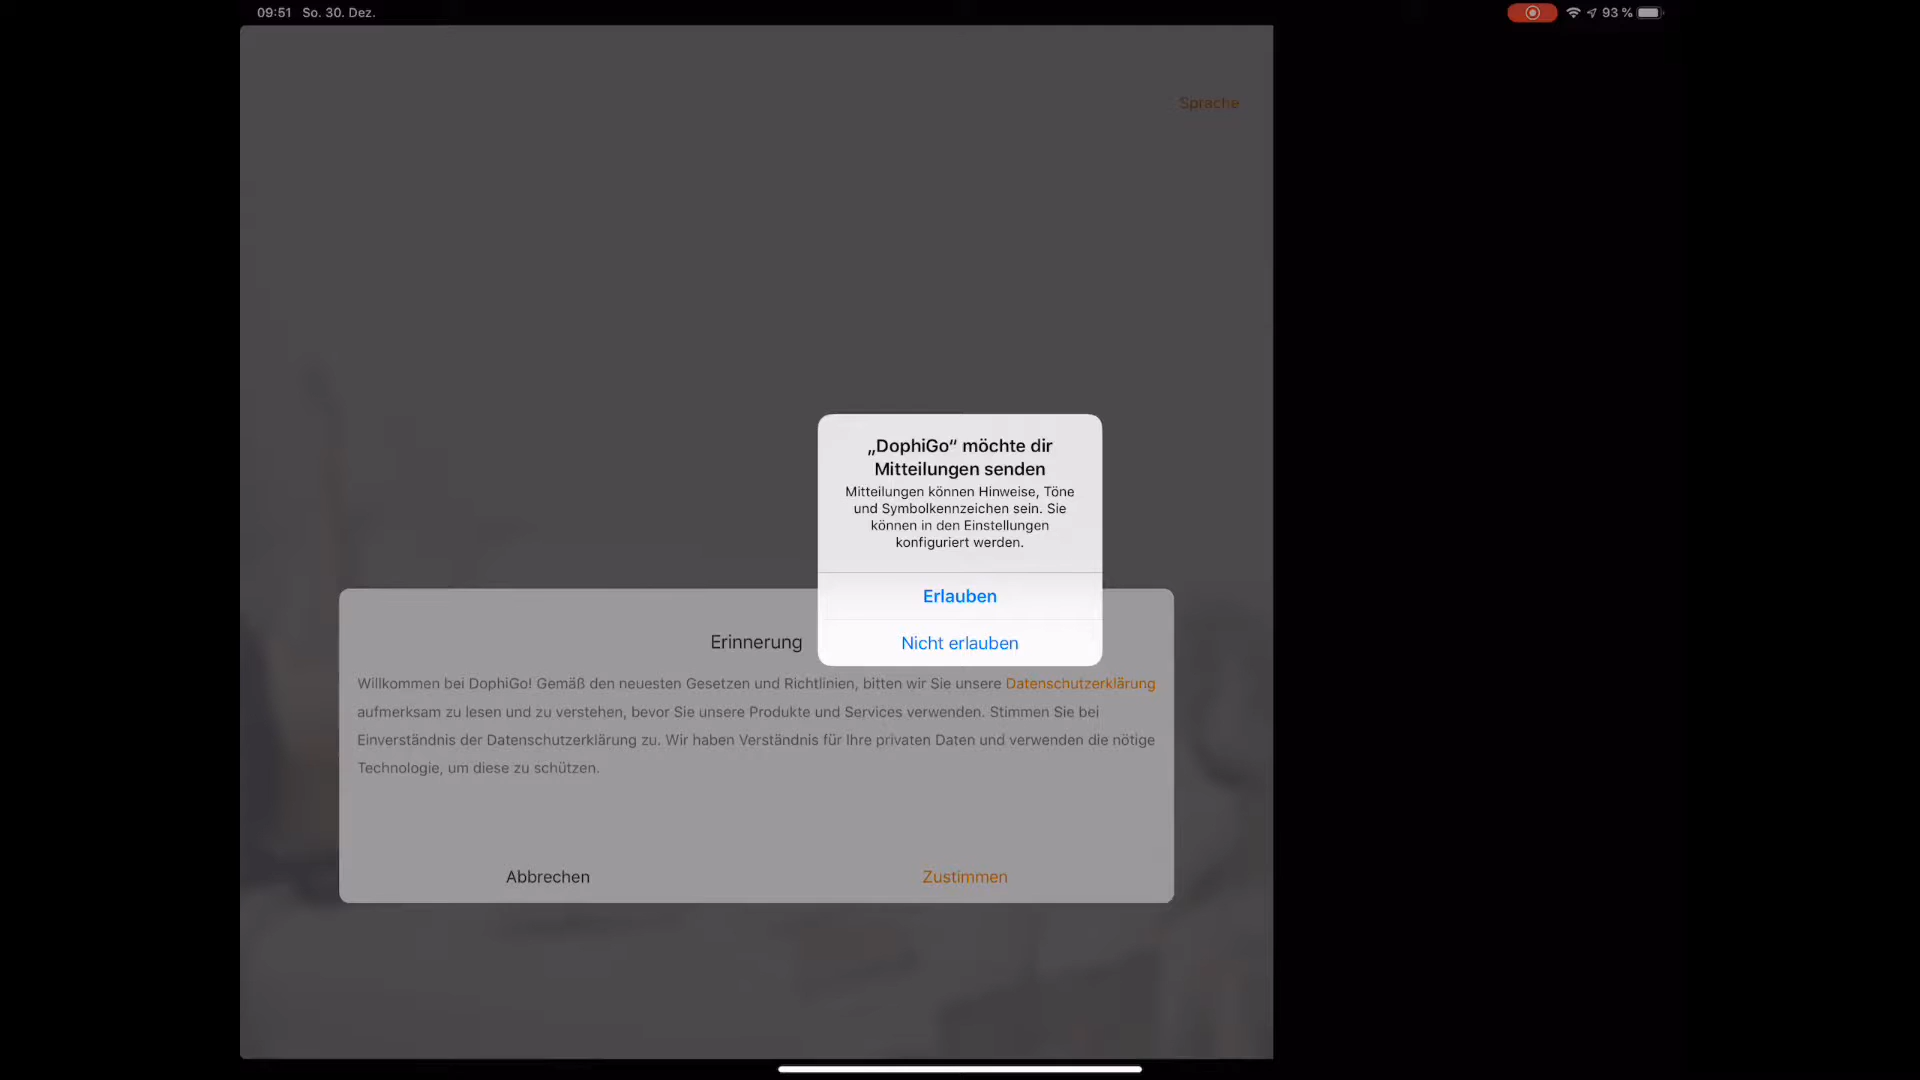 09:51 So. 30. Dez.
93 %
Sprache
„DophiGo“ möchte dir
Mitteilungen senden
Mitteilungen können Hinweise, Töne
und Symbolkennzeichen sein. Sie
können in den Einstellungen
konfiguriert werden.
Erlauben
Nicht erlauben
Erinnerung
Willkommen bei DophiGo! Gemäß den neuesten Gesetzen und Richtlinien, bitten wir Sie unsere Datenschutzerklärung
aufmerksam zu lesen und zu verstehen, bevor Sie unsere Produkte und Services verwenden. Stimmen Sie bei
Einverständnis der Datenschutzerklärung zu. Wir haben Verständnis für Ihre privaten Daten und verwenden die nötige
Technologie, um diese zu schützen.
Abbrechen
Zustimmen